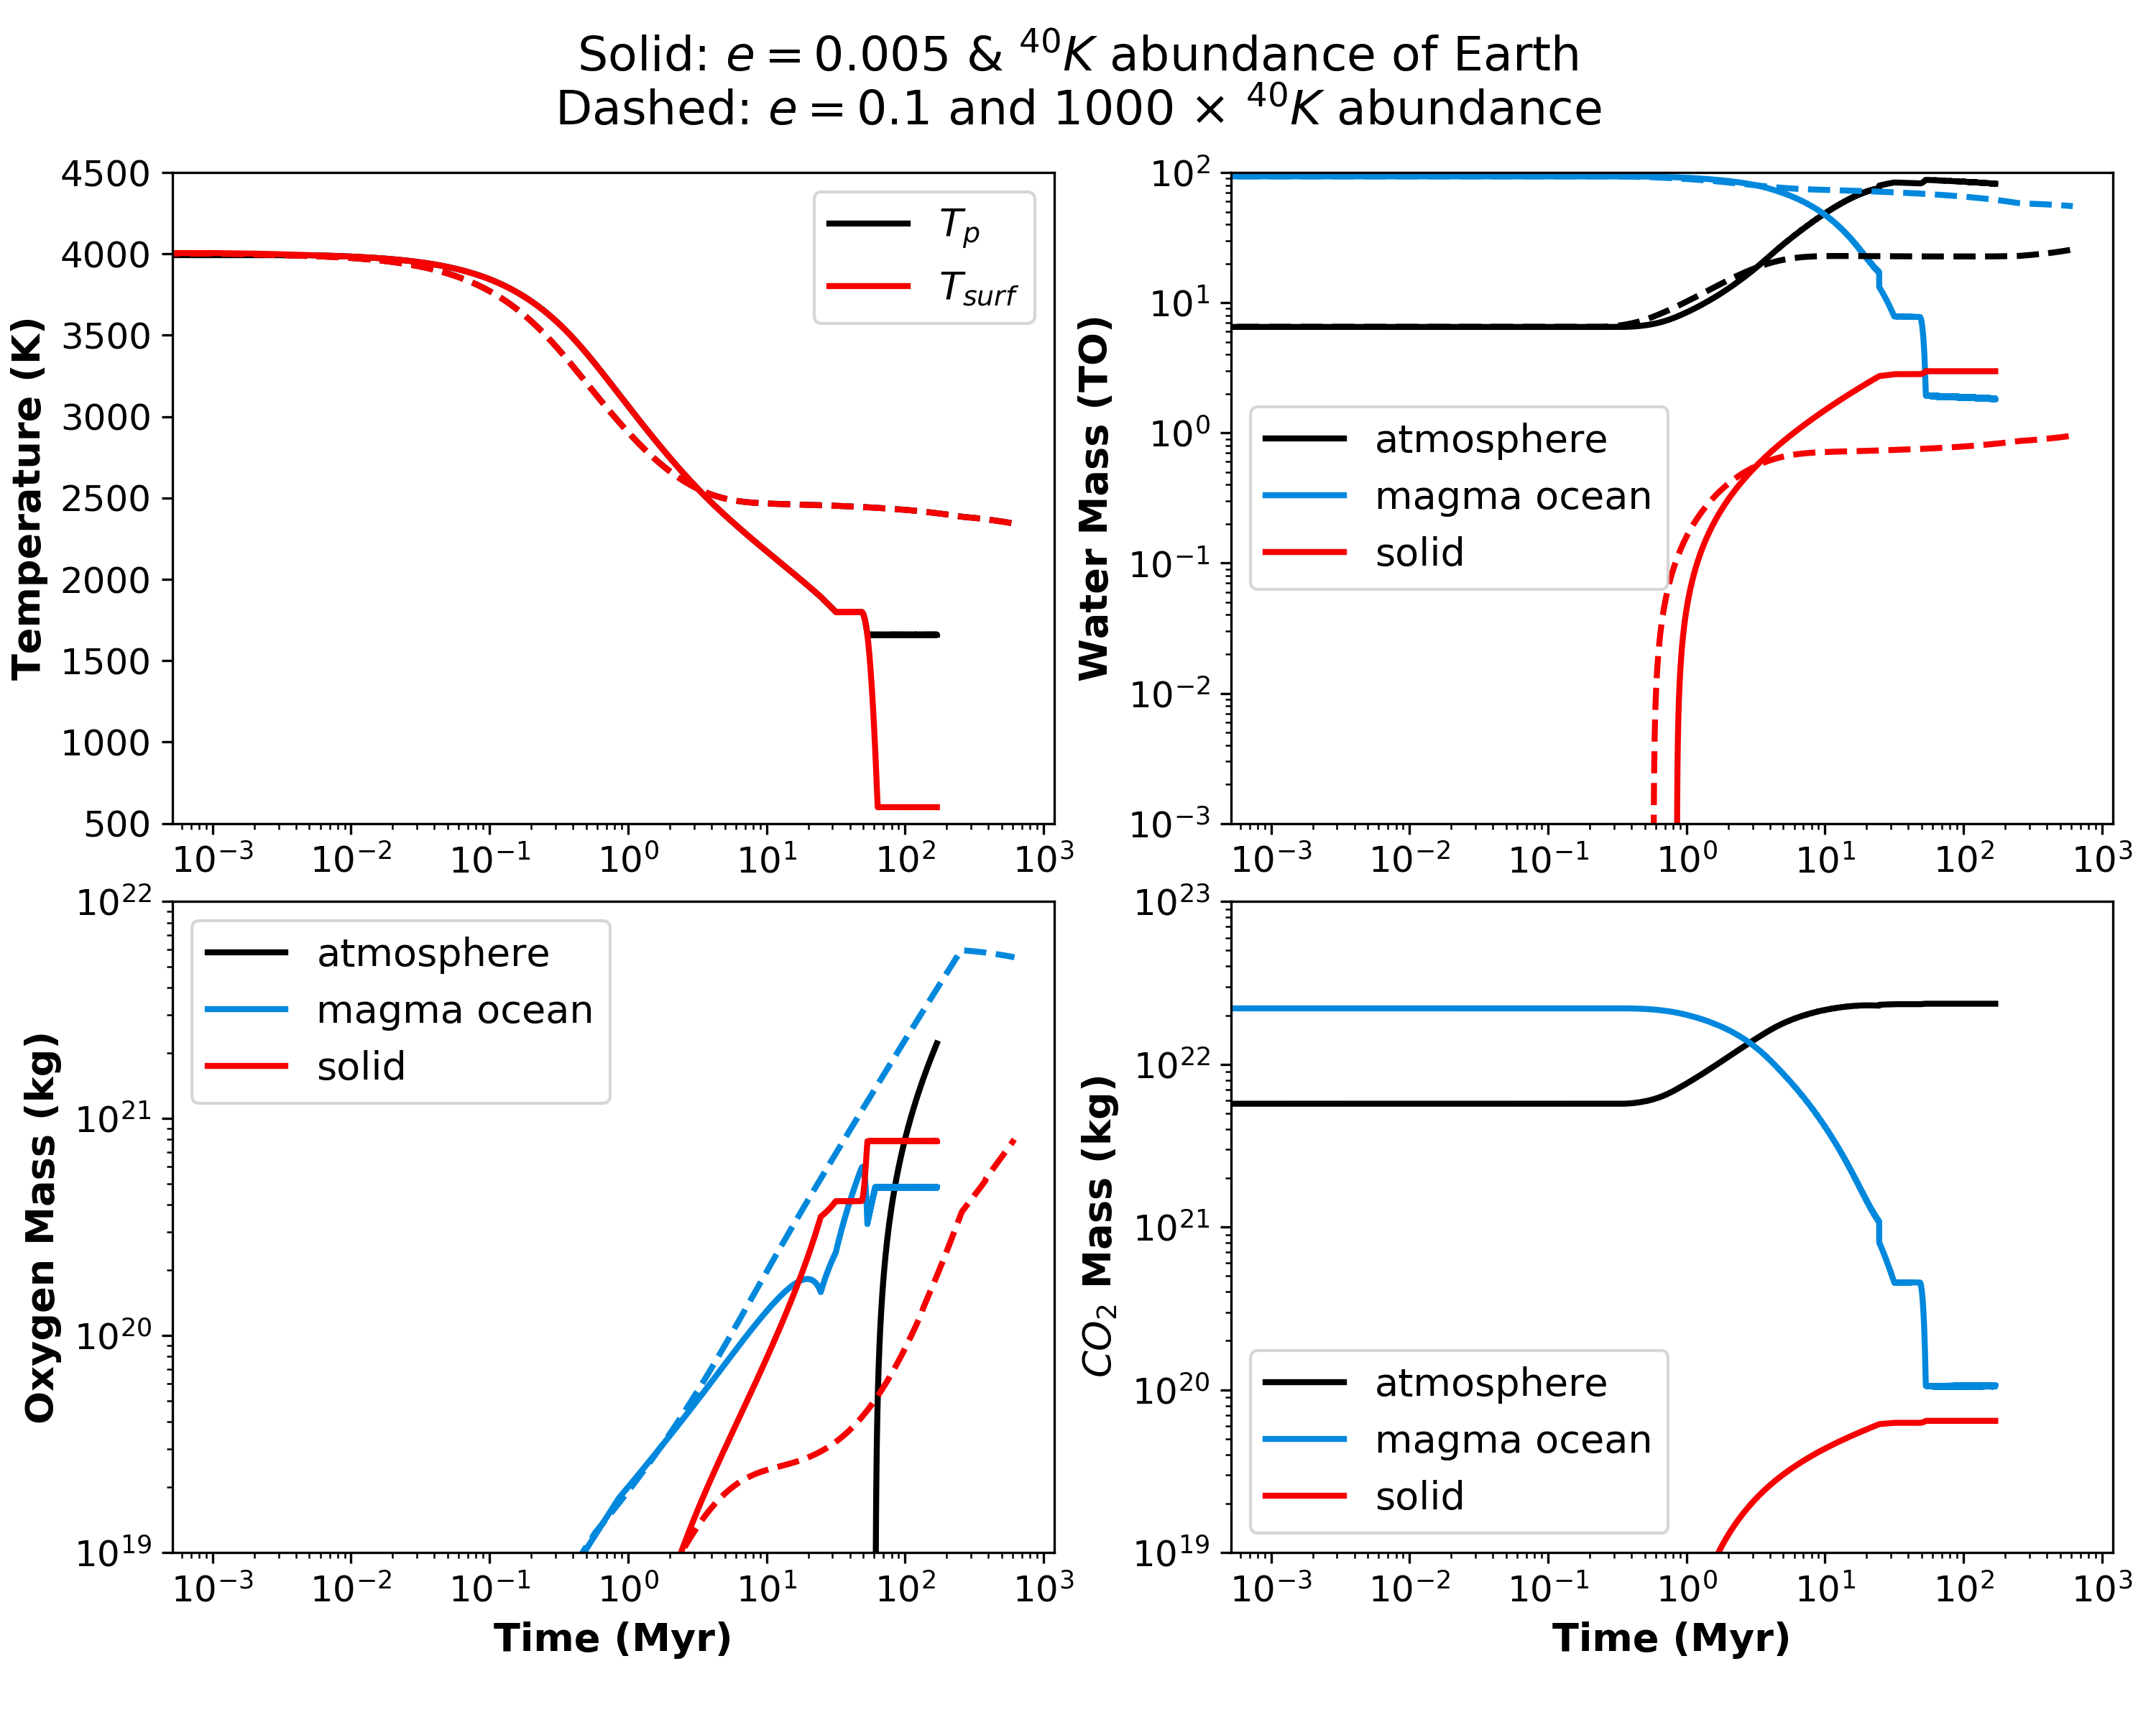 Solid: e = 0.005 & ⁴⁰K abundance of Earth
Dashed: e = 0.1 and 1000 × ⁴⁰K abundance
Temperature (K)
4500
4000
3500
3000
2500
2000
1500
1000
500
T_p
T_surf
10⁻³ 10⁻² 10⁻¹ 10⁰ 10¹ 10² 10³
Water Mass (TO)
10²
10¹
10⁰
10⁻¹
10⁻²
10⁻³
atmosphere
magma ocean
solid
10⁻³ 10⁻² 10⁻¹ 10⁰ 10¹ 10² 10³
Oxygen Mass (kg)
10²²
10²¹
10²⁰
10¹⁹
atmosphere
magma ocean
solid
10⁻³ 10⁻² 10⁻¹ 10⁰ 10¹ 10² 10³
Time (Myr)
CO₂ Mass (kg)
10²³
10²²
10²¹
10²⁰
10¹⁹
atmosphere
magma ocean
solid
10⁻³ 10⁻² 10⁻¹ 10⁰ 10¹ 10² 10³
Time (Myr)